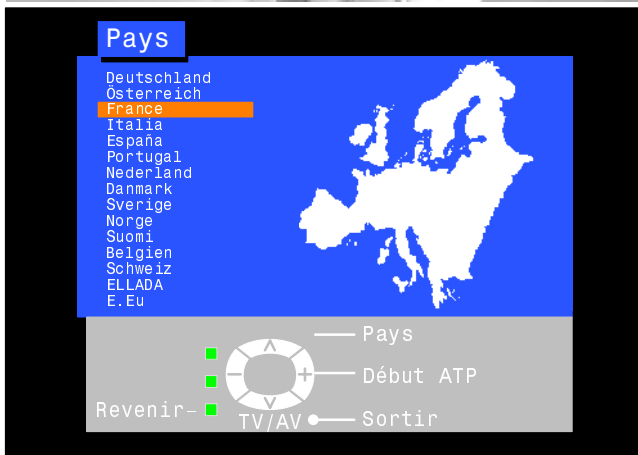 Pays
Deutschland
Österreich
France
Italia
España
Portugal
Nederland
Danmark
Sverige
Norge
Suomi
Belgien
Schweiz
ELLADA
E.Eu
Pays
Début ATP
Revenir
TV/AV
Sortir